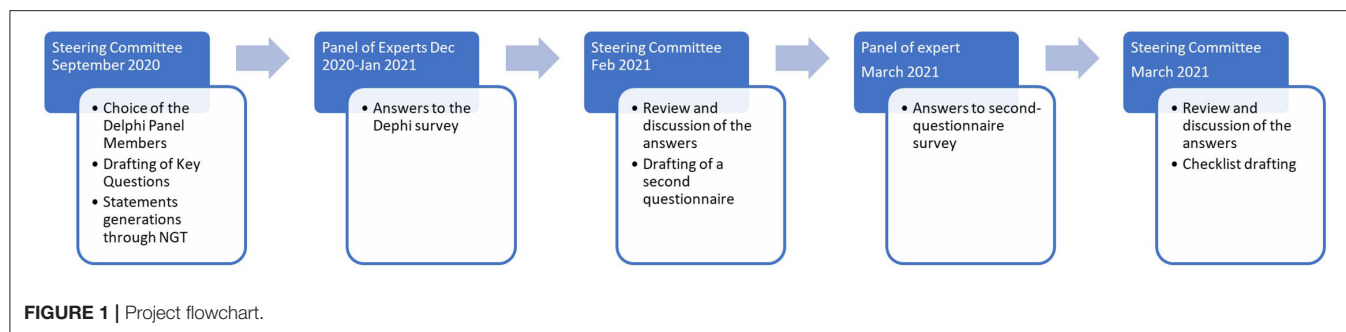 Steering Committee
September 2020
• Choice of the
Delphi Panel
Members
• Drafting of Key
Questions
• Statements
generations
through NGT
Panel of Experts Dec
2020-Jan 2021
• Answers to the
Dephi survey
Steering Committee
Feb 2021
• Review and
discussion of the
answers
• Drafting of a
second
questionnaire
Panel of expert
March 2021
• Answers to second-
questionnaire
survey
Steering Committee
March 2021
• Review and
discussion of the
answers
• Checklist drafting
FIGURE 1 | Project flowchart.